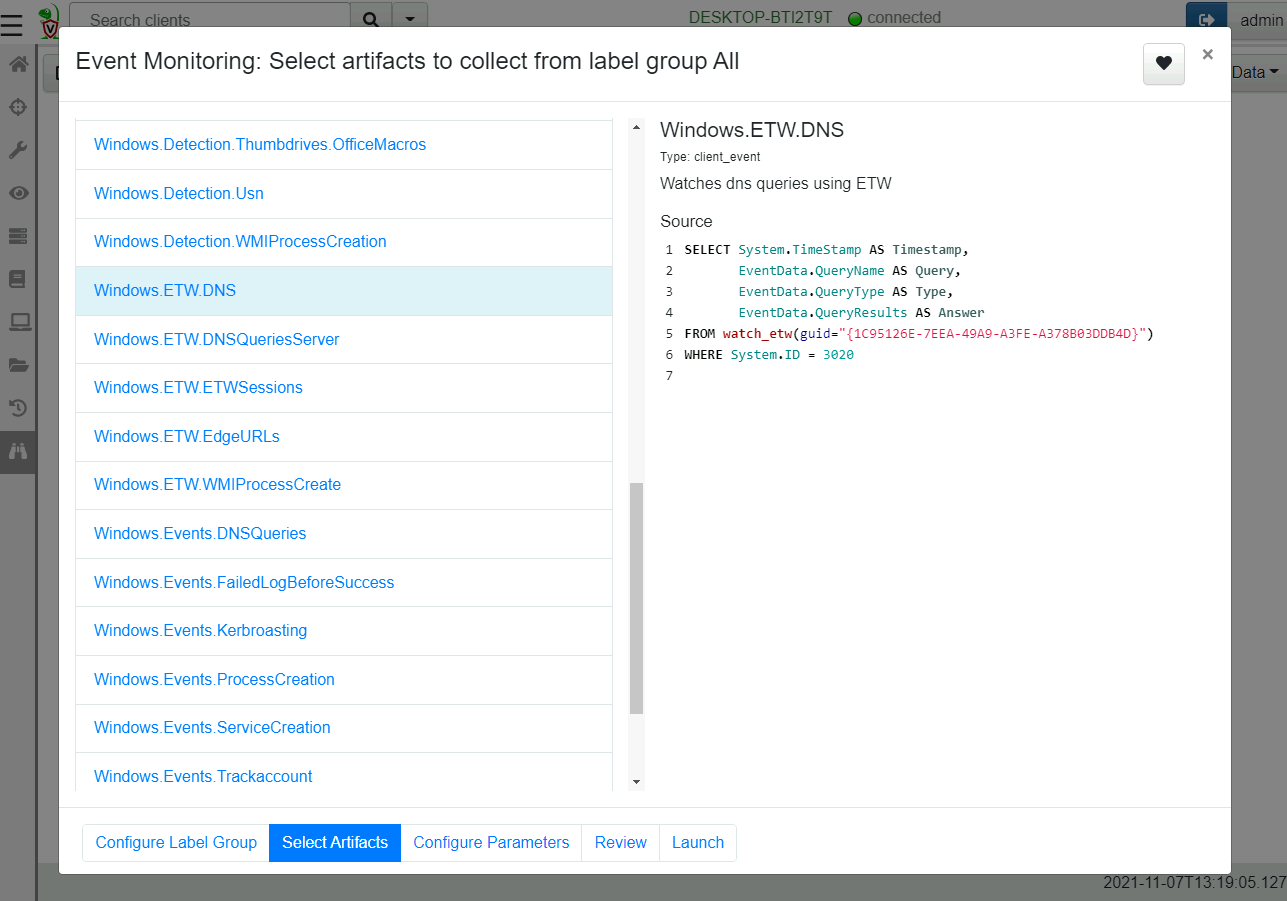 Search clients
DESKTOP-BTI2T9T connected
admin
Event Monitoring: Select artifacts to collect from label group All
×
Data
Windows.Detection.Thumbdrives.OfficeMacros
Windows.Detection.Usn
Windows.Detection.WMIProcessCreation
Windows.ETW.DNS
Windows.ETW.DNSQueriesServer
Windows.ETW.ETWSessions
Windows.ETW.EdgeURLs
Windows.ETW.WMIProcessCreate
Windows.Events.DNSQueries
Windows.Events.FailedLogBeforeSuccess
Windows.Events.Kerbroasting
Windows.Events.ProcessCreation
Windows.Events.ServiceCreation
Windows.Events.Trackaccount
Windows.ETW.DNS
Type: client_event
Watches dns queries using ETW
Source
1 SELECT System.TimeStamp AS Timestamp,
2 EventData.QueryName AS Query,
3 EventData.QueryType AS Type,
4 EventData.QueryResults AS Answer
5 FROM watch_etw(guid="{1C95126E-7EEA-49A9-A3FE-A378B03DDB4D}")
6 WHERE System.ID = 3020
7
Configure Label Group Select Artifacts Configure Parameters Review Launch
2021-11-07T13:19:05.127